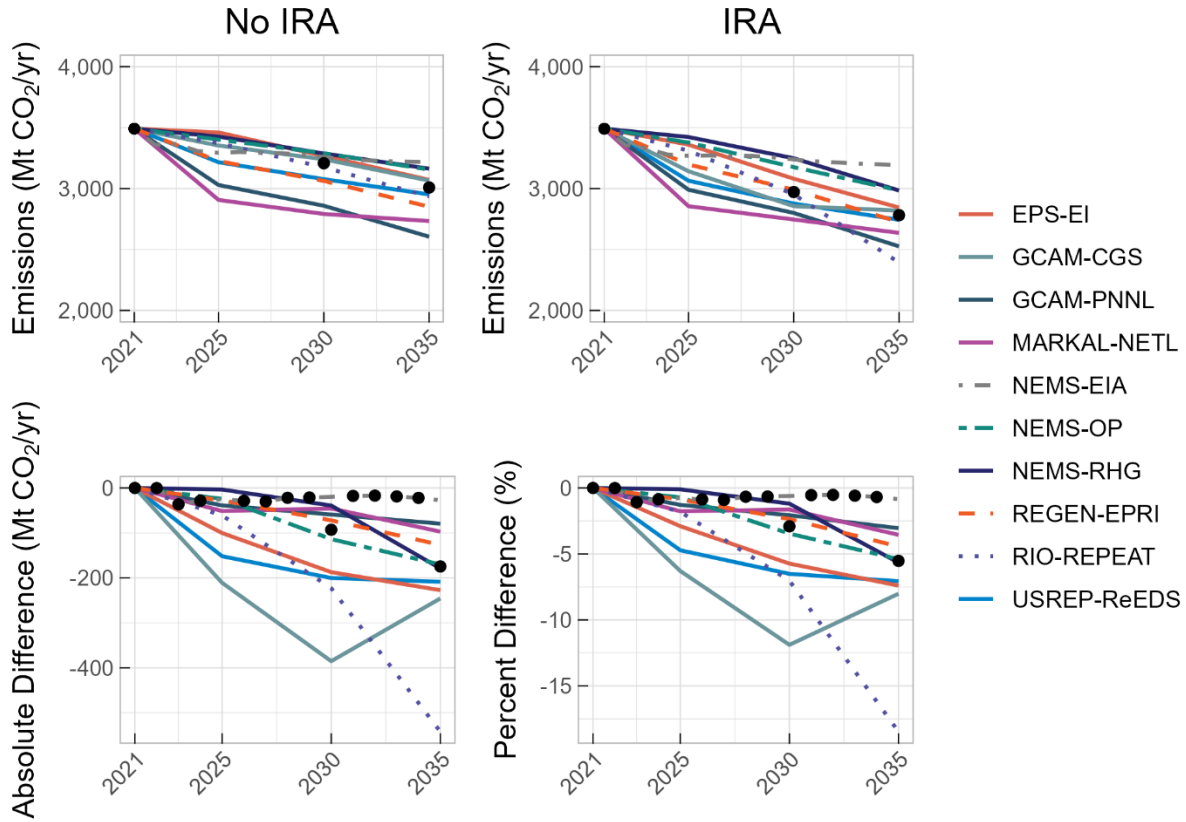 No IRA
IRA
Emissions (Mt CO₂/yr)
4,000
3,000
2,000
2021
2025
2030
2035
Emissions (Mt CO₂/yr)
4,000
3,000
2,000
2021
2025
2030
2035
Absolute Difference (Mt CO₂/yr)
0
-200
-400
2021
2025
2030
2035
Percent Difference (%)
0
-5
-10
-15
2021
2025
2030
2035
EPS-EI
GCAM-CGS
GCAM-PNNL
MARKAL-NETL
NEMS-EIA
NEMS-OP
NEMS-RHG
REGEN-EPRI
RIO-REPEAT
USREP-ReEDS